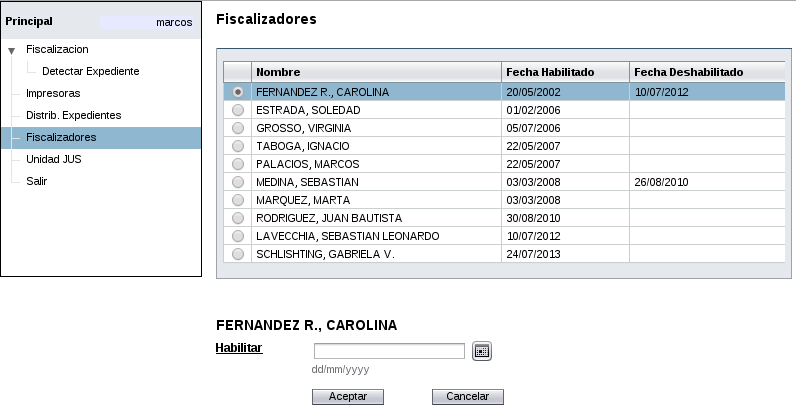 Principal marcos
Fiscalizacion
Detectar Expediente
Impresoras
Distrib. Expedientes
Fiscalizadores
Unidad JUS
Salir
Fiscalizadores
Nombre Fecha Habilitado Fecha Deshabilitado
FERNANDEZ R., CAROLINA 20/05/2002 10/07/2012
ESTRADA, SOLEDAD 01/02/2006
GROSSO, VIRGINIA 05/07/2006
TABOGA, IGNACIO 22/05/2007
PALACIOS, MARCOS 22/05/2007
MEDINA, SEBASTIAN 03/03/2008 26/08/2010
MARQUEZ, MARTA 03/03/2008
RODRIGUEZ, JUAN BAUTISTA 30/08/2010
LAVECCHIA, SEBASTIAN LEONARDO 10/07/2012
SCHLISHTING, GABRIELA V. 24/07/2013
FERNANDEZ R., CAROLINA
Habilitar
dd/mm/yyyy
Aceptar Cancelar